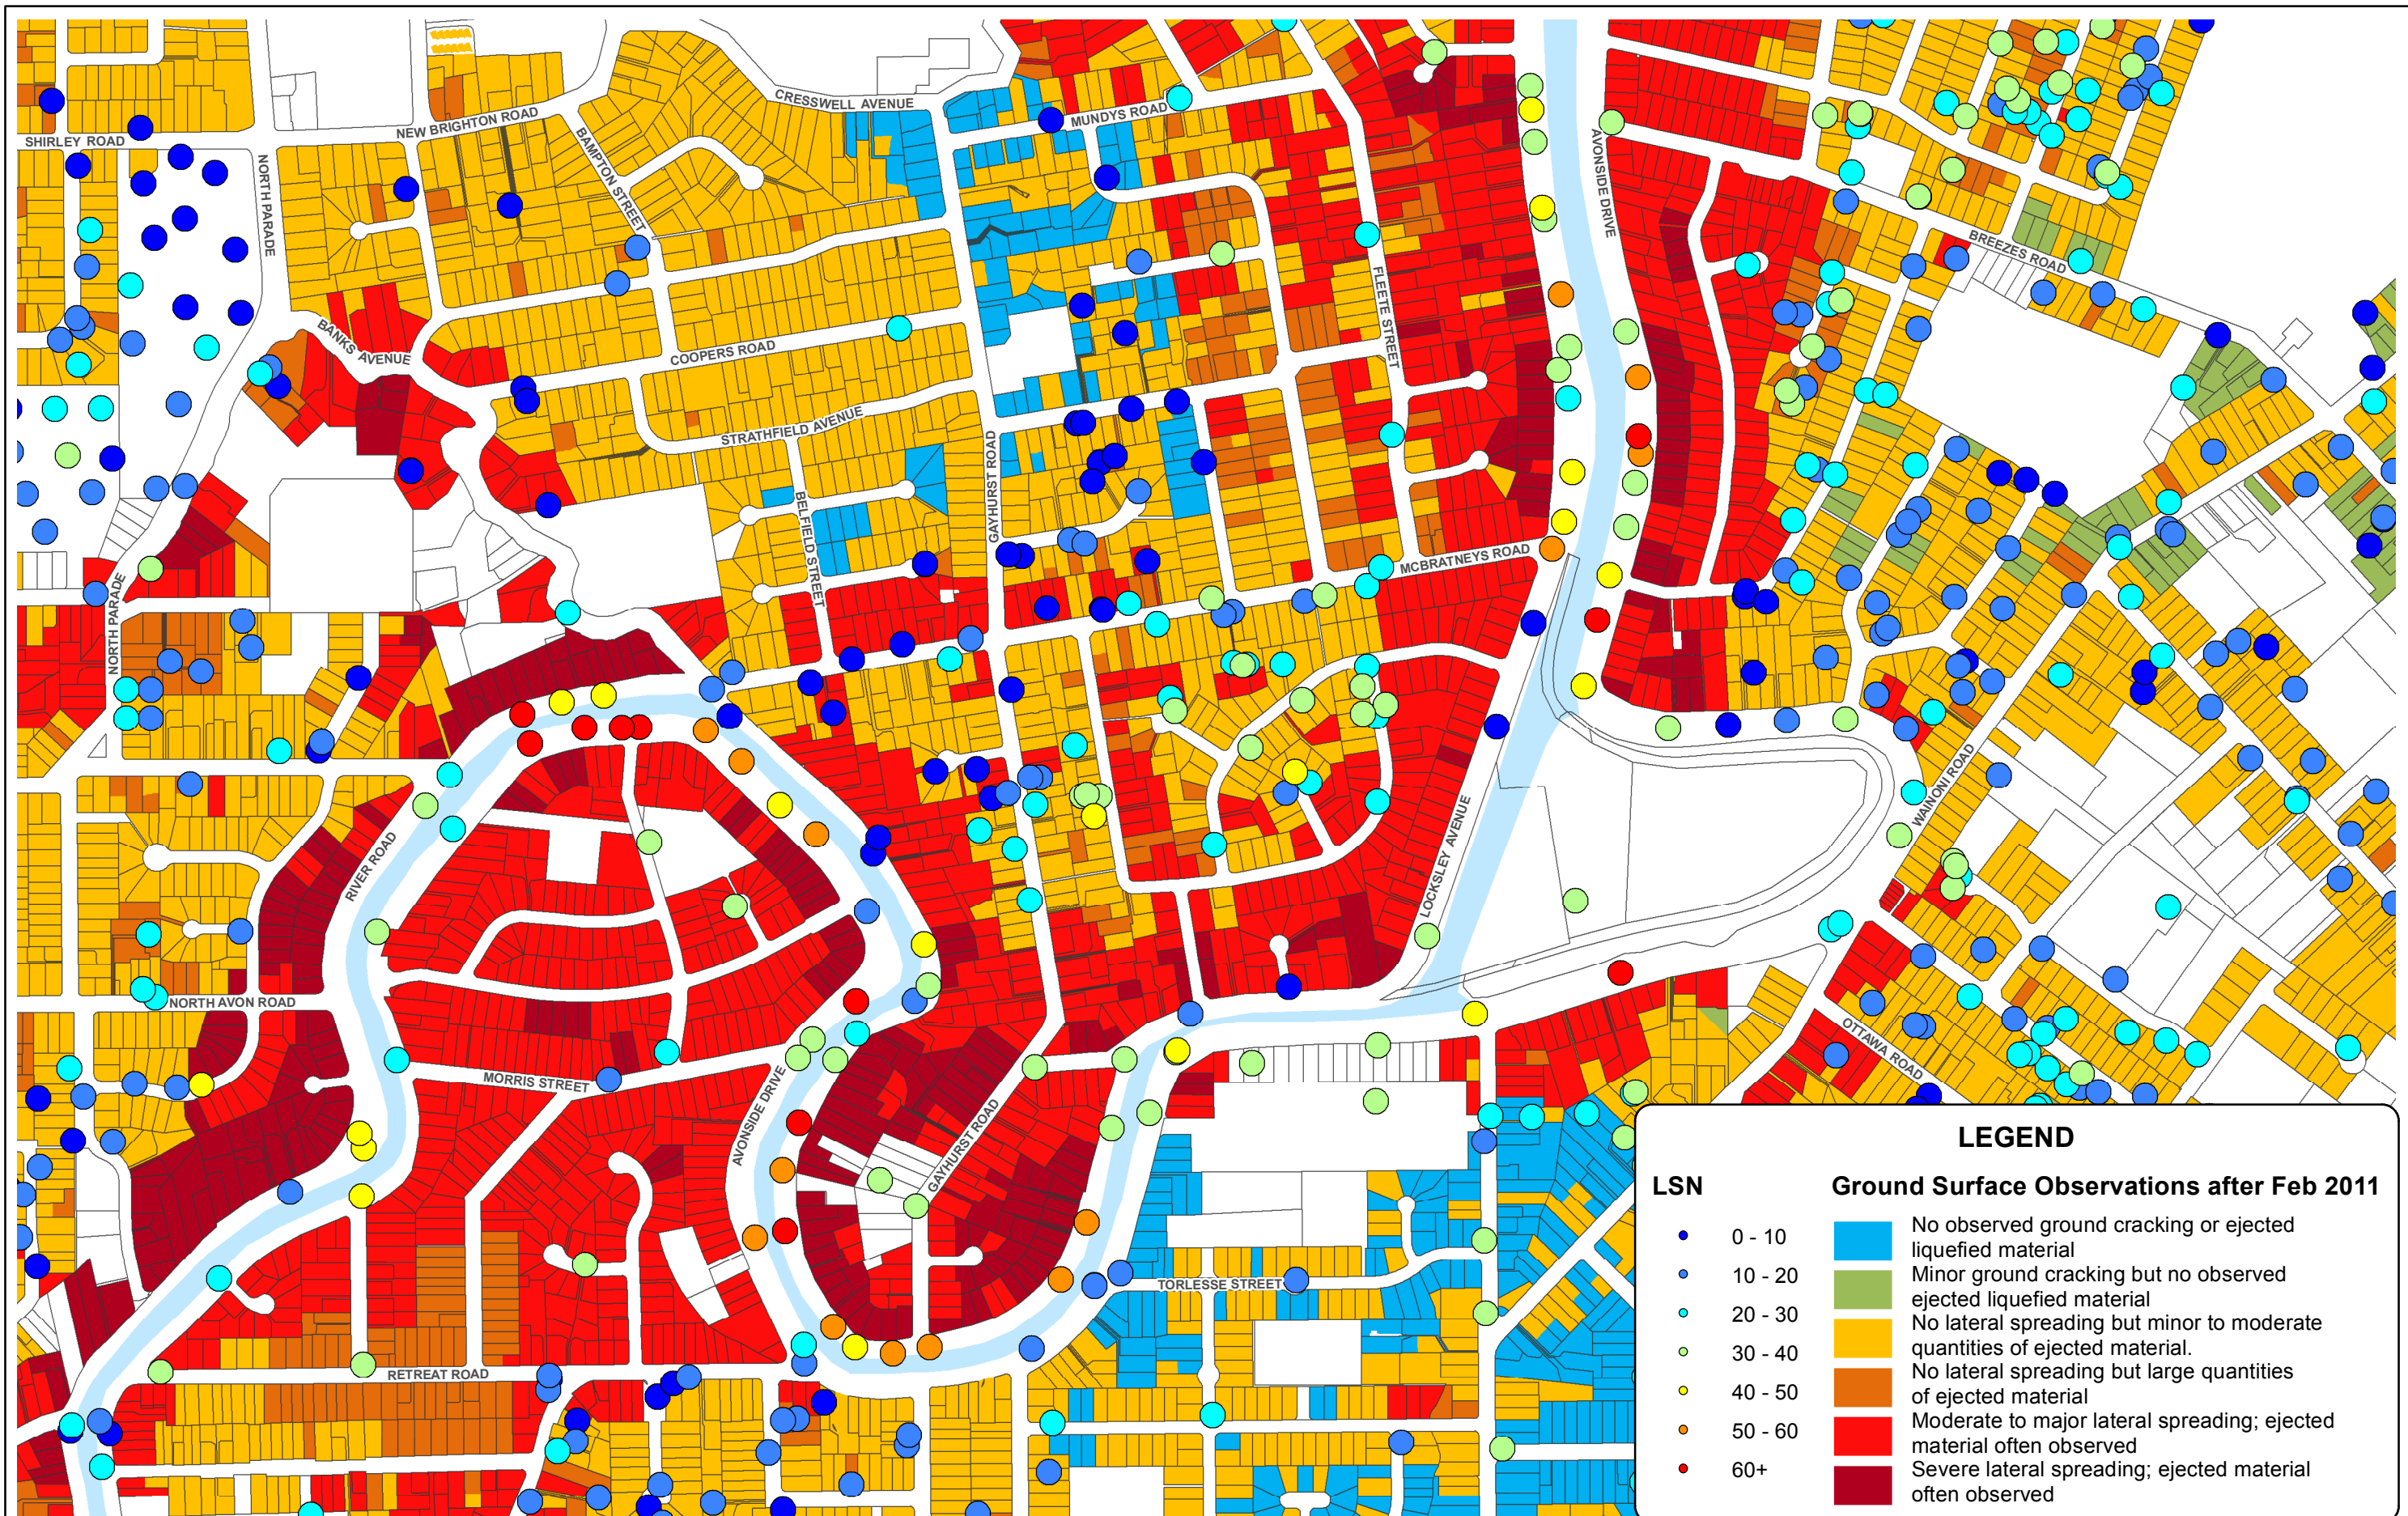 CRESSWELL AVENUE
MUNDYS ROAD
NEW BRIGHTON ROAD
SHIRLEY ROAD
BAMPTON STREET
NORTH PARADE
AVONSIDE DRIVE
BREEZES ROAD
FLEETE STREET
BANKS AVENUE
COOPERS ROAD
STRATHFIELD AVENUE
GAYHURST ROAD
BELFIELD STREET
MCBRATNEYS ROAD
NORTH PARADE
WAINONI ROAD
RIVER ROAD
LOCKSLEY AVENUE
NORTH AVON ROAD
OTTAWA ROAD
MORRIS STREET
AVONSIDE DRIVE
GAYHURST ROAD
TORLESSE STREET
RETREAT ROAD
LEGEND
LSN
0 - 10
10 - 20
20 - 30
30 - 40
40 - 50
50 - 60
60+
Ground Surface Observations after Feb 2011
No observed ground cracking or ejected
liquefied material
Minor ground cracking but no observed
ejected liquefied material
No lateral spreading but minor to moderate
quantities of ejected material.
No lateral spreading but large quantities
of ejected material
Moderate to major lateral spreading; ejected
material often observed
Severe lateral spreading; ejected material
often observed